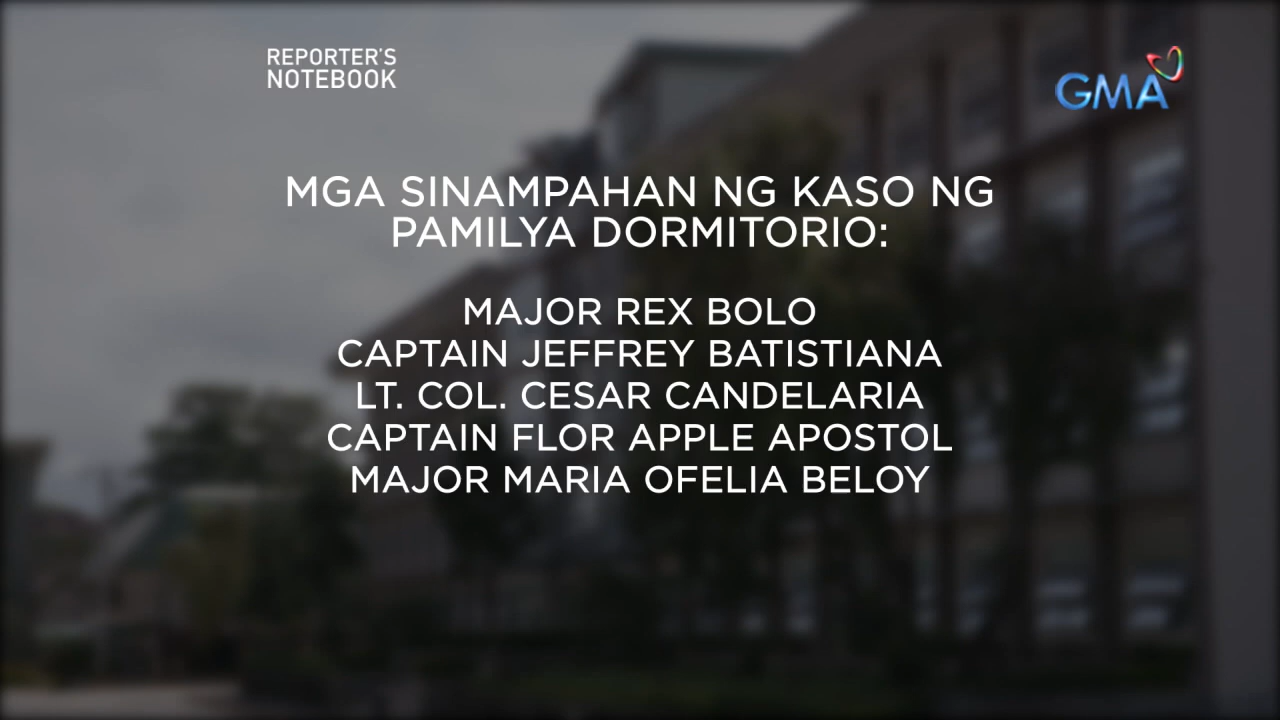 REPORTER'S
NOTEBOOK
GMA
MGA SINAMPAHAN NG KASO NG
PAMILYA DORMITORIO:
MAJOR REX BOLO
CAPTAIN JEFFREY BATISTIANA
LT. COL. CESAR CANDELARIA
CAPTAIN FLOR APPLE APOSTOL
MAJOR MARIA OFELIA BELOY